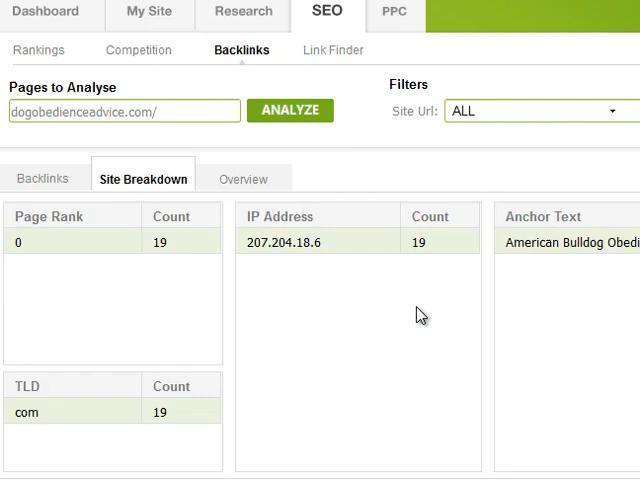 Dashboard My Site Research SEO PPC
Rankings Competition Backlinks Link Finder
Pages to Analyse Filters
dogobedienceadvice.com/ ANALYZE Site Url: ALL
Backlinks Site Breakdown Overview
Page Rank Count IP Address Count Anchor Text
0 19 207.204.18.6 19 American Bulldog Obedi
TLD Count
com 19